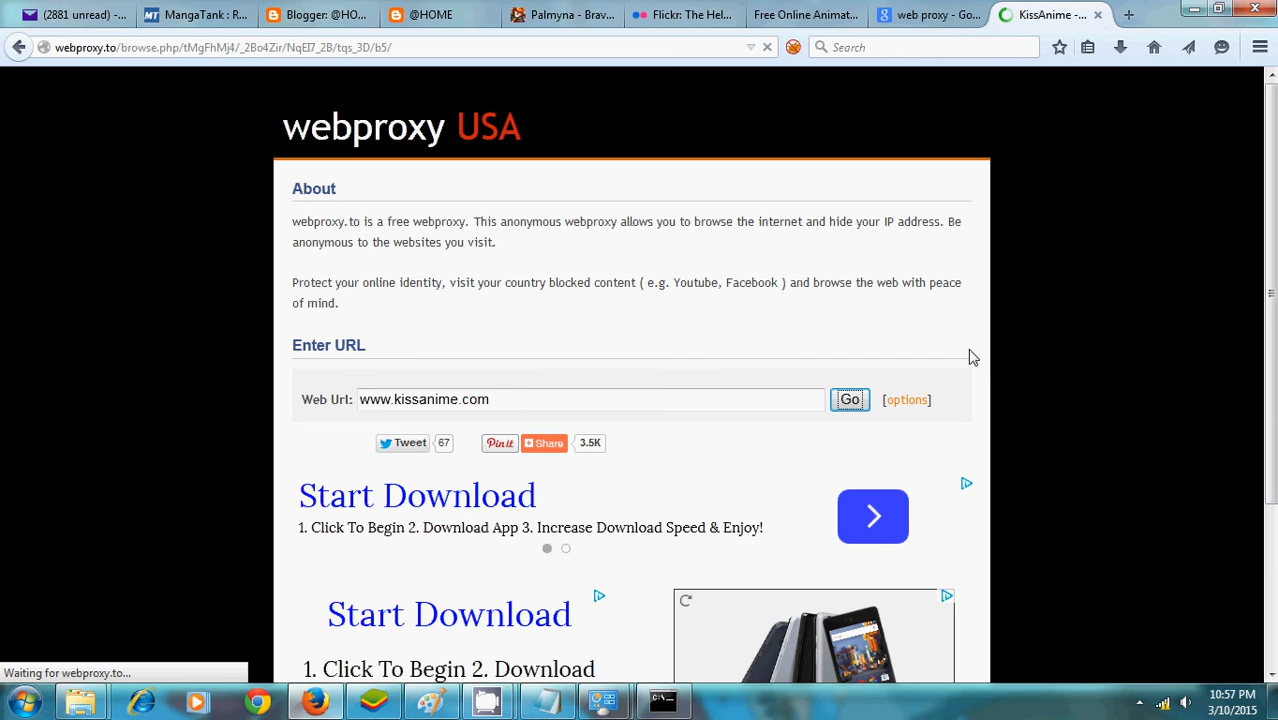 (2881 unread) -...
MT MangaTank : R...
Blogger: @HO...
@HOME
Palmyna - Brav...
Flickr: The Hel...
Free Online Animat...
g web proxy - Go...
KissAnime -...
webproxy.to/browse.php/tMgFhMj4/_2Bo4Zir/NqEI7_2B/tqs_3D/b5/
Search
webproxy USA
About
webproxy.to is a free webproxy. This anonymous webproxy allows you to browse the internet and hide your IP address. Be
anonymous to the websites you visit.
Protect your online identity, visit your country blocked content ( e.g. Youtube, Facebook ) and browse the web with peace
of mind.
Enter URL
Web Url: www.kissanime.com Go [options]
Tweet 67 Pin it Share 3.5K
Start Download
1. Click To Begin 2. Download App 3. Increase Download Speed & Enjoy!
Start Download
1. Click To Begin 2. Download
Waiting for webproxy.to...
C:\_
10:57 PM
3/10/2015